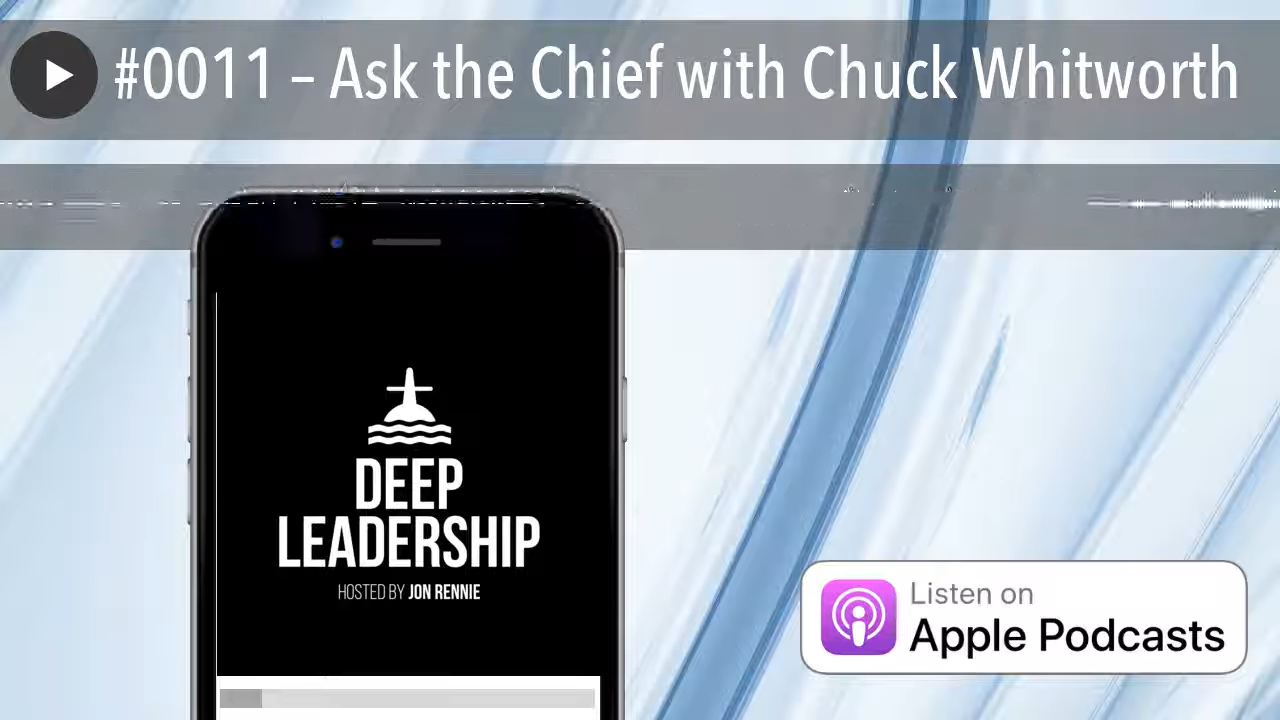 #0011 – Ask the Chief with Chuck Whitworth
DEEP
LEADERSHIP
HOSTED BY JON RENNIE
Listen on
Apple Podcasts